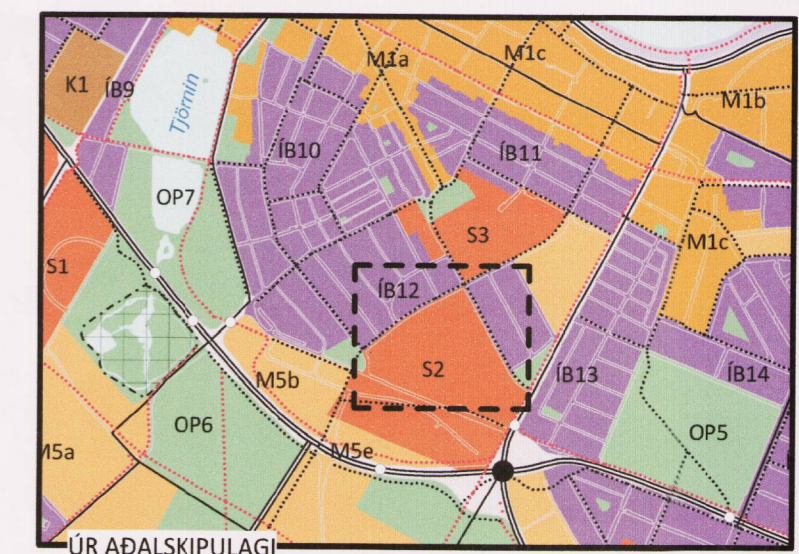 M1a
M1c
K1
ÍB9
M1b
Tjörnin
ÍB10
ÍB11
OP7
S3
M1c
S1
ÍB12
S2
ÍB13
ÍB14
M5b
OP6
OP5
M5a
M5e
ÚR AÐALSKIPULAGI